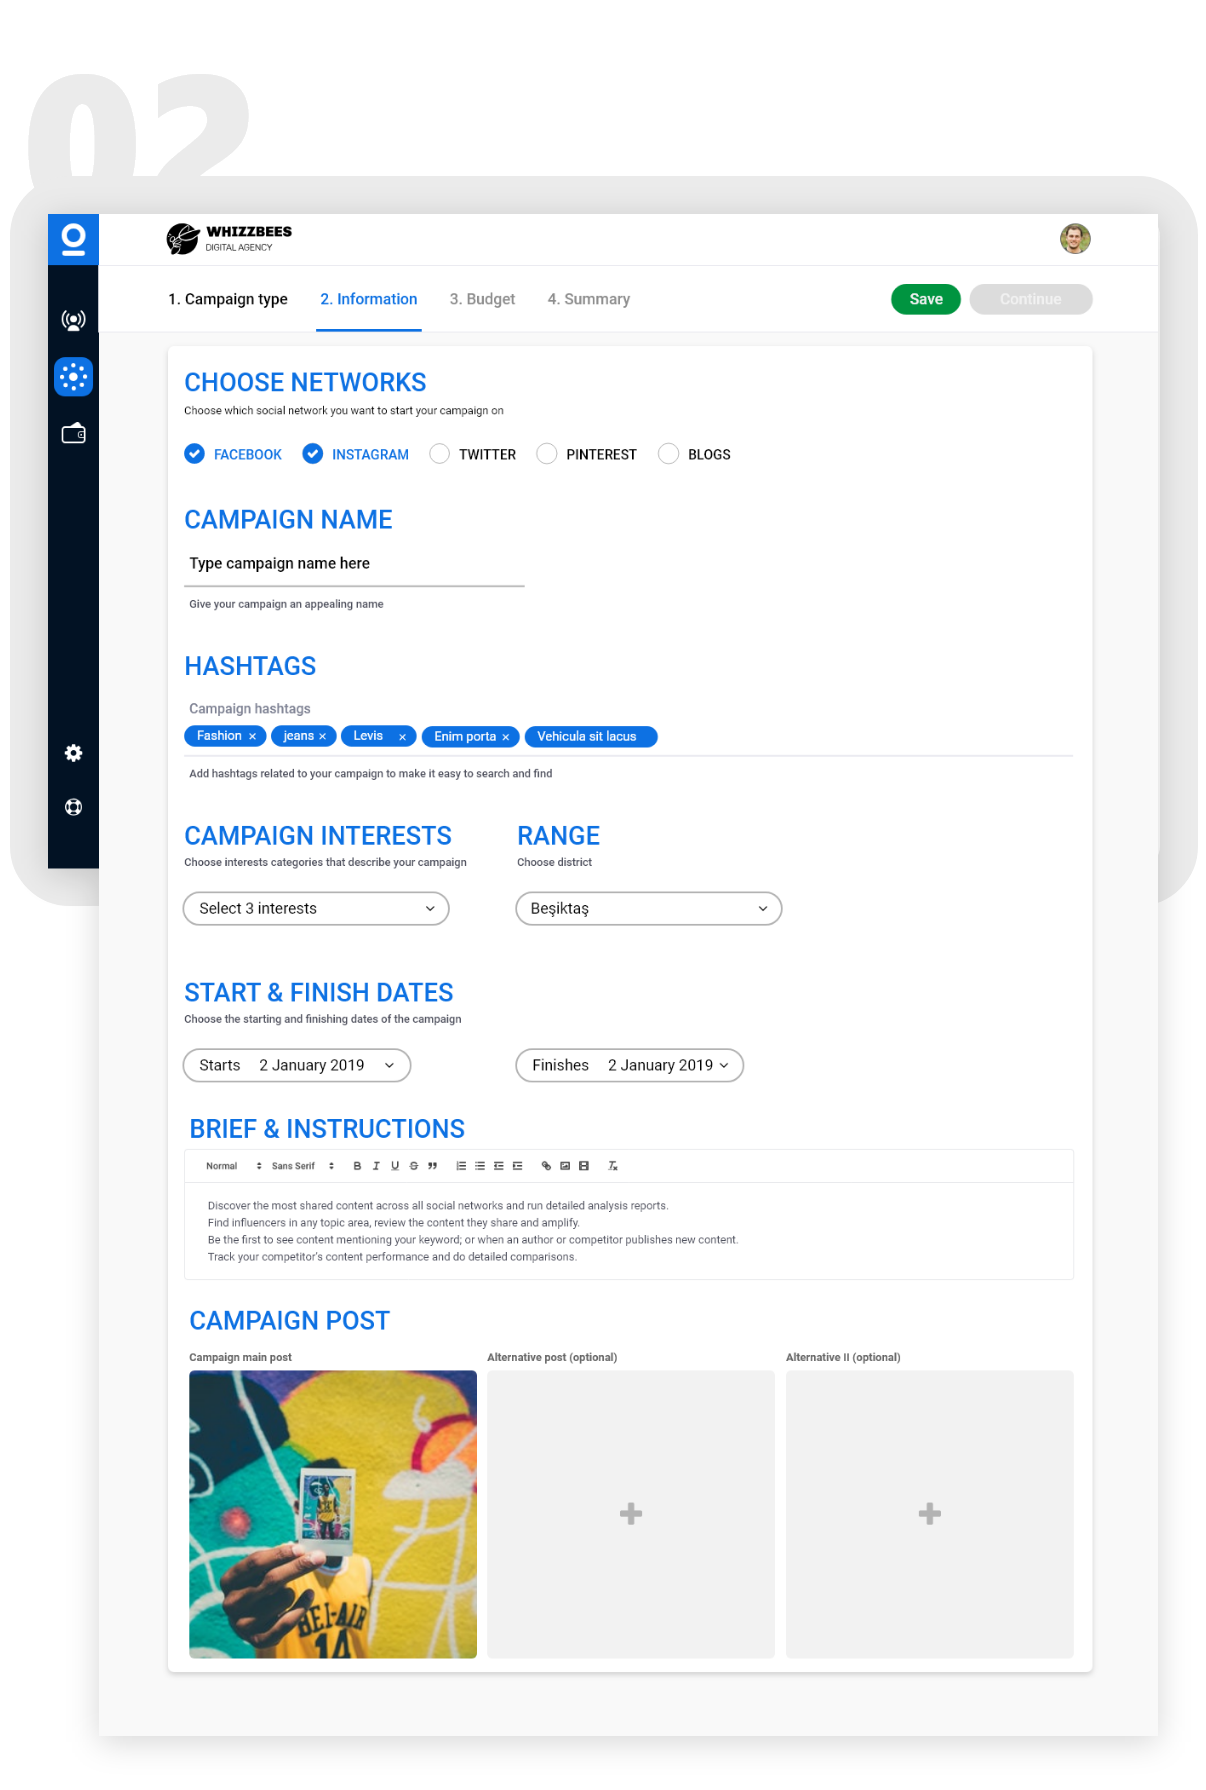 02
WHIZZBEES
DIGITAL AGENCY
1. Campaign type 2. Information 3. Budget 4. Summary Save Continue
CHOOSE NETWORKS
Choose which social network you want to start your campaign on
FACEBOOK INSTAGRAM TWITTER PINTEREST BLOGS
CAMPAIGN NAME
Type campaign name here
Give your campaign an appealing name
HASHTAGS
Campaign hashtags
Fashion × jeans × Levis × Enim porta × Vehicula sit lacus
Add hashtags related to your campaign to make it easy to search and find
CAMPAIGN INTERESTS RANGE
Choose interests categories that describe your campaign Choose district
Select 3 interests Beşiktaş
START & FINISH DATES
Choose the starting and finishing dates of the campaign
Starts 2 January 2019 Finishes 2 January 2019
BRIEF & INSTRUCTIONS
Normal Sans Serif B I U S
Discover the most shared content across all social networks and run detailed analysis reports.
Find influencers in any topic area, review the content they share and amplify.
Be the first to see content mentioning your keyword; or when an author or competitor publishes new content.
Track your competitor's content performance and do detailed comparisons.
CAMPAIGN POST
Campaign main post Alternative post (optional) Alternative II (optional)
BEL-AIR
14